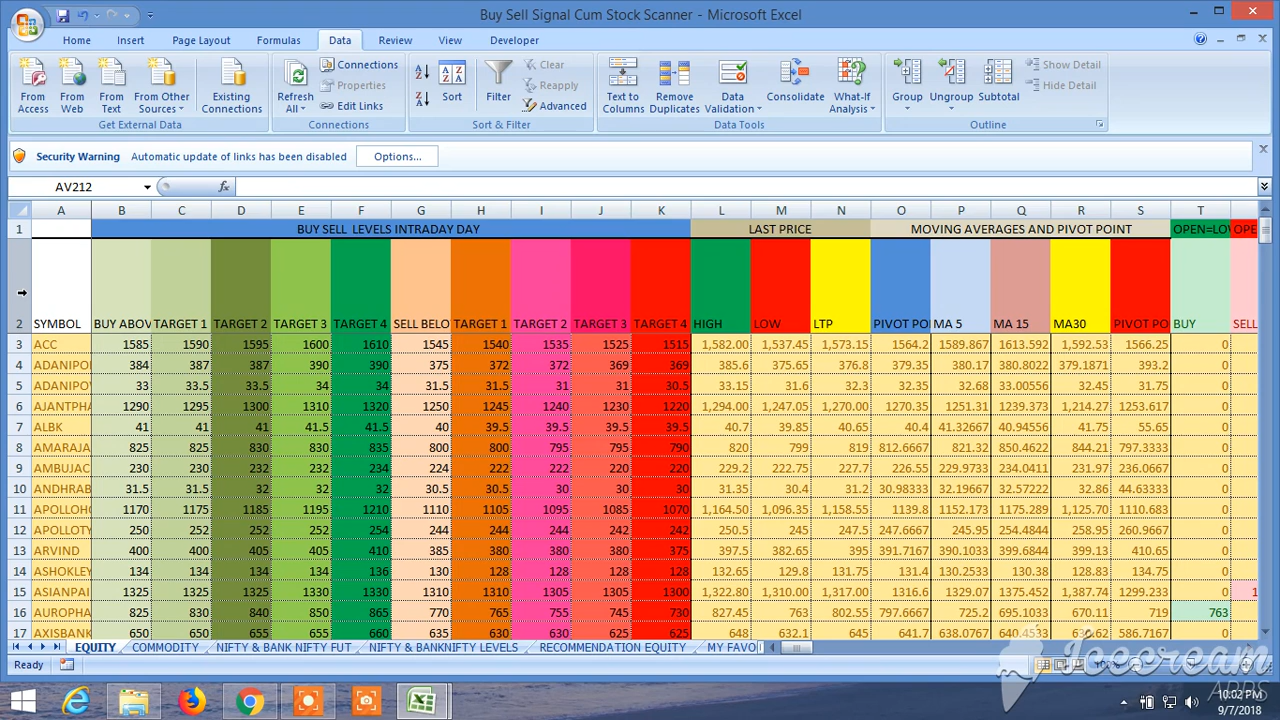 Buy Sell Signal Cum Stock Scanner - Microsoft Excel
Home Insert Page Layout Formulas Data Review View Developer
From Access From Web From Text From Other Sources Existing Connections
Get External Data
Refresh All Connections Properties Edit Links
Connections
Sort Filter Clear Reapply Advanced
Sort & Filter
Text to Columns Remove Duplicates Data Validation Consolidate What-If Analysis
Data Tools
Group Ungroup Subtotal Show Detail Hide Detail
Outline
Security Warning Automatic update of links has been disabled Options...
AV212 fx
A B C D E F G H I J K L M N O P Q R S T
1 BUY SELL LEVELS INTRADAY DAY LAST PRICE MOVING AVERAGES AND PIVOT POINT OPEN=LOW OPE
2 SYMBOL BUY ABOV TARGET 1 TARGET 2 TARGET 3 TARGET 4 SELL BELO TARGET 1 TARGET 2 TARGET 3 TARGET 4 HIGH LOW LTP PIVOT PO MA 5 MA 15 MA30 PIVOT PO BUY SELL
3 ACC 1585 1590 1595 1600 1610 1545 1540 1535 1525 1515 1,582.00 1,537.45 1,573.15 1564.2 1589.867 1613.592 1,592.53 1566.25 0
4 ADANIPO 384 387 387 390 390 375 372 372 369 369 385.6 375.65 376.8 379.35 380.17 380.8022 379.1871 393.2 0
5 ADANIPO 33 33.5 33.5 34 34 31.5 31.5 31 31 30.5 33.15 31.6 32.3 32.35 32.68 33.00556 32.45 31.75 0
6 AJANTPHA 1290 1295 1300 1310 1320 1250 1245 1240 1230 1220 1,294.00 1,247.05 1,270.00 1270.35 1251.31 1239.373 1,214.27 1253.617 0
7 ALBK 41 41 41 41.5 41.5 40 39.5 39.5 39.5 39.5 40.7 39.85 40.65 40.4 41.32667 40.94556 41.75 55.65 0
8 AMARAJA 825 825 830 830 835 800 800 795 795 790 820 799 819 812.6667 821.32 850.4622 844.21 797.3333 0
9 AMBUJAC 230 230 232 232 234 224 222 222 220 220 229.2 222.75 227.7 226.55 229.9733 234.0411 231.97 236.0667 0
10 ANDHRAB 31.5 31.5 32 32 32 30.5 30 30 30 30 31.35 30.4 31.2 30.98333 32.19667 32.57222 32.86 44.63333 0
11 APOLLOHO 1170 1175 1185 1195 1210 1110 1105 1095 1085 1070 1,164.50 1,096.35 1,158.55 1139.8 1152.173 1175.289 1,125.70 1110.683 0
12 APOLLOTY 250 252 252 252 254 244 244 244 242 242 250.5 245 247.5 247.6667 245.95 254.4844 258.95 260.9667 0
13 ARVIND 400 400 405 405 410 385 380 380 380 375 397.5 382.65 395 391.7167 390.1033 399.6844 399.13 410.65 0
14 ASHOKLEY 134 134 134 136 136 130 128 128 128 128 132.65 129.8 131.75 131.4 130.2533 130.38 128.83 134.75 0
15 ASIANPAI 1325 1325 1325 1330 1330 1310 1310 1305 1305 1300 1,322.80 1,310.00 1,317.00 1316.6 1329.07 1375.451 1,387.74 1299.233 0 1
16 AUROPHA 825 830 840 850 865 770 765 755 745 730 827.45 763 802.55 797.6667 725.2 695.1033 670.11 719 763
17 AXISBANK 650 650 655 655 660 635 630 630 625 625 648 632.1 645 641.7 638.0767 640.4533 586.7167 0
EQUITY COMMODITY NIFTY & BANK NIFTY FUT NIFTY & BANKNIFTY LEVELS RECOMMENDATION EQUITY MY FAVO
Ready
Icecream
APPS
10:02 PM
9/7/2018